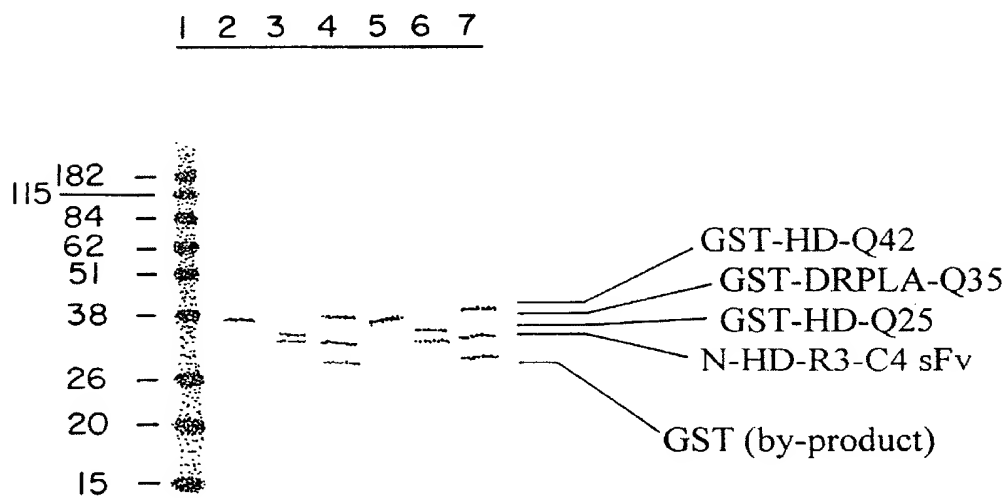 1 2 3 4 5 6 7
182
115
84
62
51
38
26
20
15
GST-HD-Q42
GST-DRPLA-Q35
GST-HD-Q25
N-HD-R3-C4 sFv
GST (by-product)